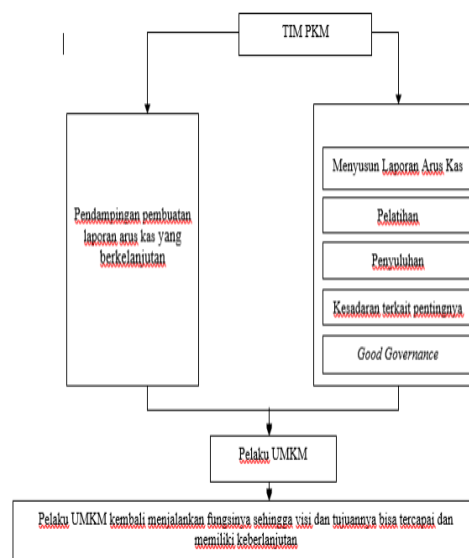 TIM PKM
Pendampingan pembuatan
laporan arus kas yang
berkelanjutan
Menyusun Laporan Arus Kas
Pelatihan
Penyuluhan
Kesadaran terkait pentingnya
Good Governance
Pelaku UMKM
Pelaku UMKM kembali menjalankan fungsinya sehingga visi dan tujuannya bisa tercapai dan
memiliki keberlanjutan